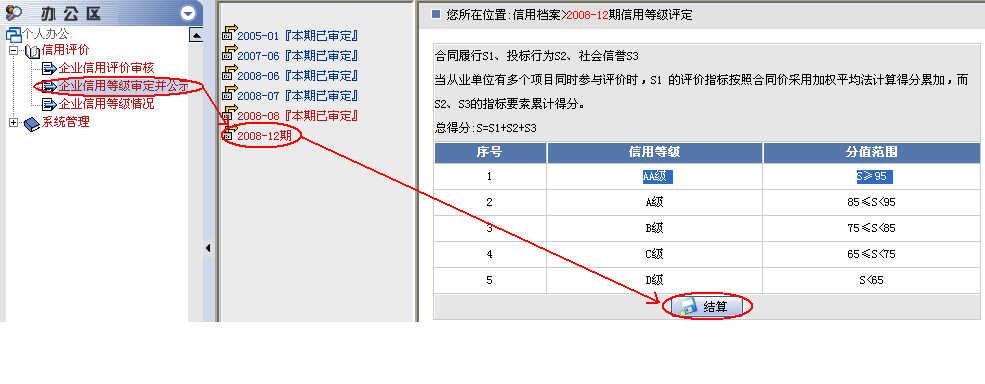 办公区
个人办公
信用评价
企业信用评价审核
企业信用等级审定并公示
企业信用等级情况
系统管理
2005-01『本期已审定』
2007-06『本期已审定』
2008-06『本期已审定』
2008-07『本期已审定』
2008-08『本期已审定』
2008-12期
您所在位置:信用档案>2008-12期信用等级评定
合同履行S1、投标行为S2、社会信誉S3
当从业单位有多个项目同时参与评价时，S1 的评价指标按照合同价采用加权平均法计算得分累加，而
S2、S3的指标要素累计得分。
总得分:S=S1+S2+S3
序号 信用等级 分值范围
1 AA级 S≥95
2 A级 85≤S<95
3 B级 75≤S<85
4 C级 65≤S<75
5 D级 S<65
结算